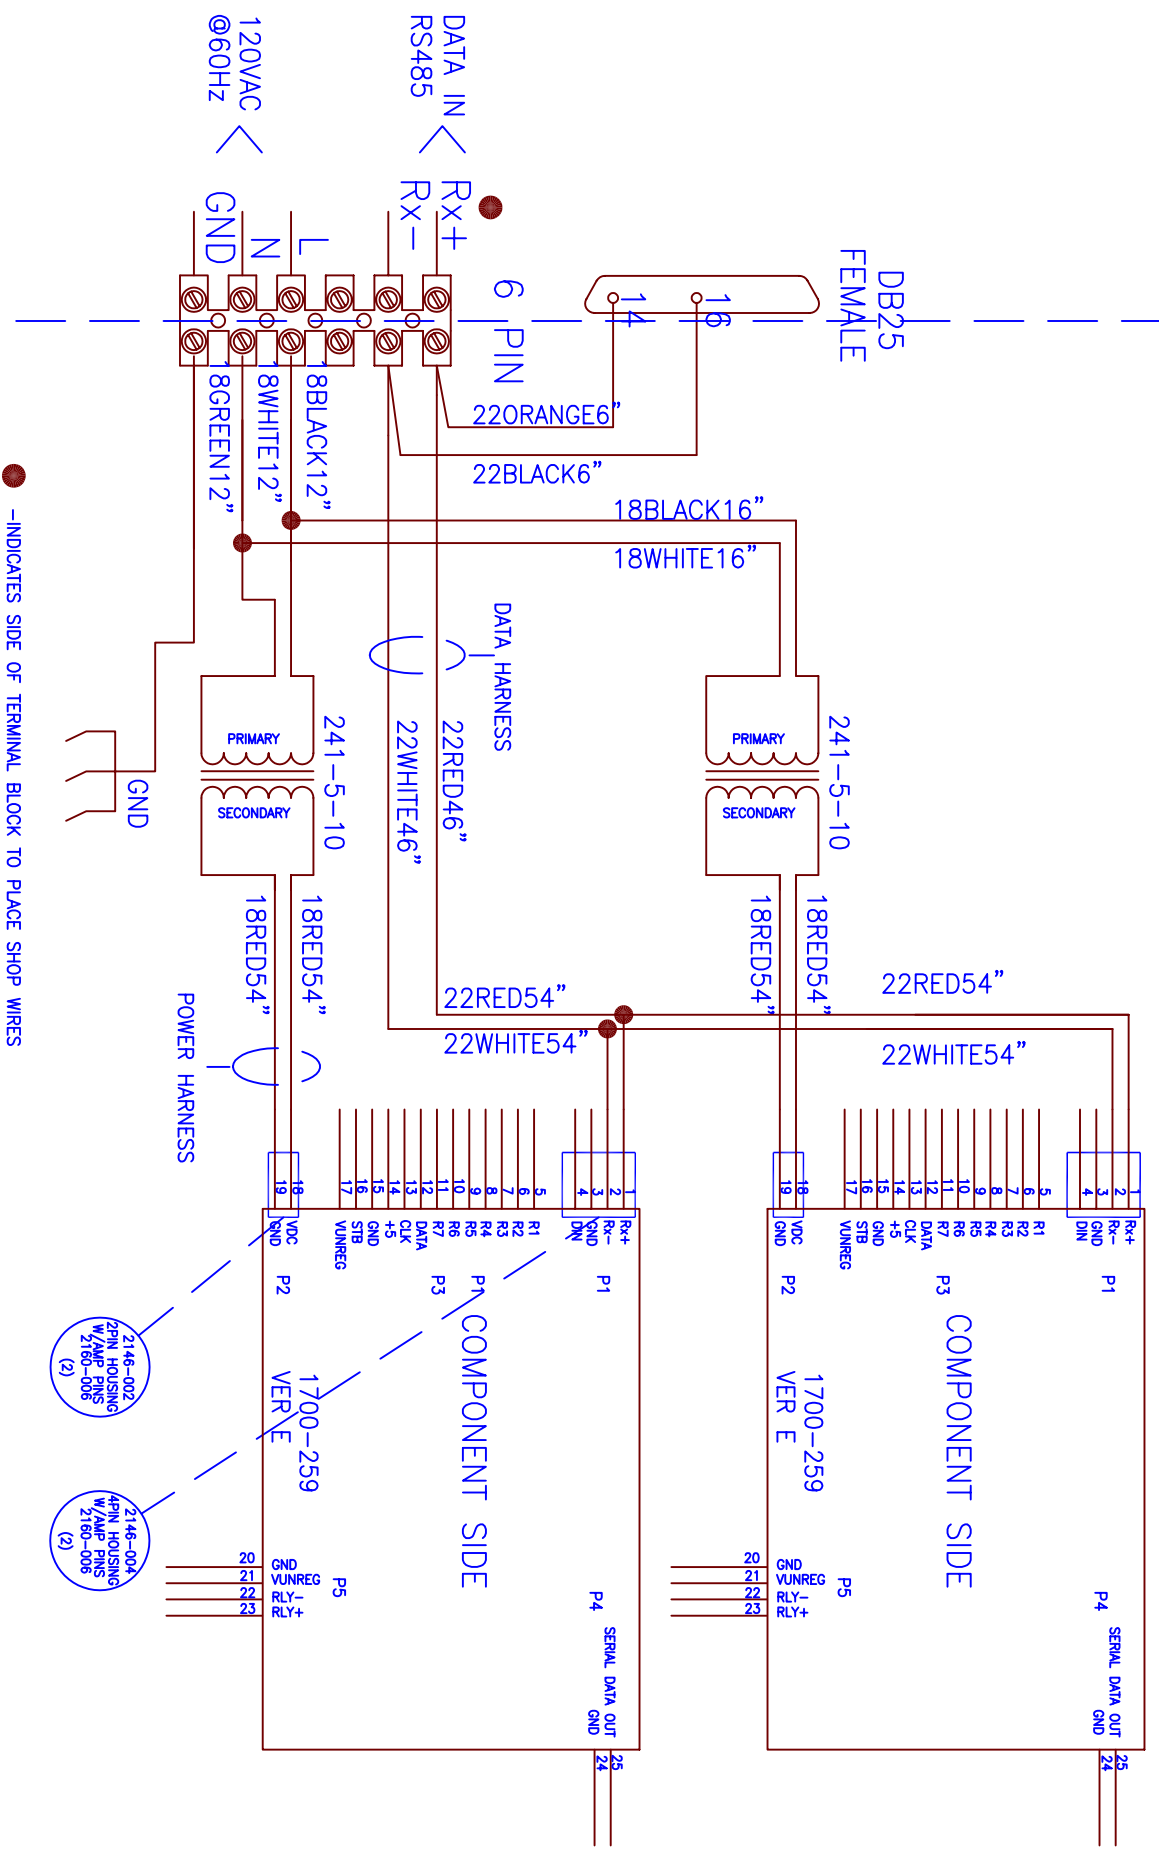 DATA IN
RS485
120VAC
@60Hz
Rx+
Rx-
L
N
GND
6 PIN
DB25
FEMALE
16
14
22ORANGE6"
22BLACK6"
18BLACK12"
18WHITE12"
18GREEN12"
18BLACK16"
18WHITE16"
-INDICATES SIDE OF TERMINAL BLOCK TO PLACE SHOP WIRES
DATA HARNESS
22RED46"
22WHITE46"
241-5-10
PRIMARY
SECONDARY
241-5-10
PRIMARY
SECONDARY
GND
18RED54"
18RED54"
18RED54"
18RED54"
POWER HARNESS
22RED54"
22WHITE54"
22RED54"
22WHITE54"
1 Rx+
2 Rx-
3 GND
4 DIN
P1
5 R1
6 R2
7 R3
8 R4
9 R5
10 R6
11 R7
12 DATA
13 CLK
14 +5
15 GND
16 STB
17 VUNREG
P3
18 VDC
19 GND
P2
COMPONENT SIDE
1700-259
VER E
20 GND
21 VUNREG
22 RLY-
23 RLY+
P5
P4
SERIAL DATA OUT 25
GND 24
1 Rx+
2 Rx-
3 GND
4 DIN
P1
5 R1
6 R2
7 R3
8 R4
9 R5
10 R6
11 R7
12 DATA
13 CLK
14 +5
15 GND
16 STB
17 VUNREG
P1
P3
18 VDC
19 GND
P2
COMPONENT SIDE
1700-259
VER E
20 GND
21 VUNREG
22 RLY-
23 RLY+
P5
P4
SERIAL DATA OUT 25
GND 24
2146-002
2PIN HOUSING
W/AMP PINS
2160-006
(2)
2146-004
4PIN HOUSING
W/AMP PINS
2160-006
(2)